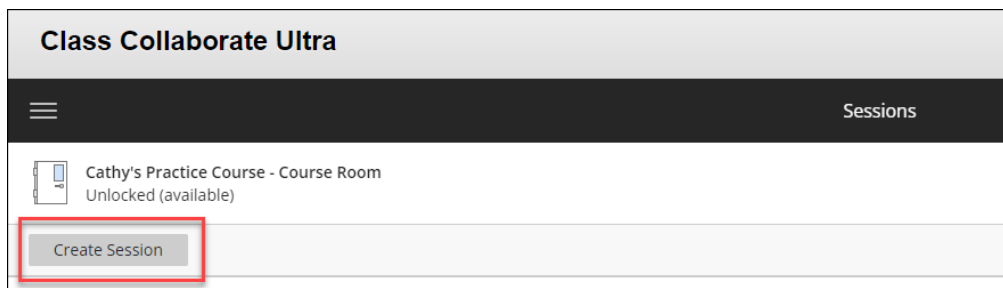 Class Collaborate Ultra
Sessions
Cathy's Practice Course - Course Room
Unlocked (available)
Create Session